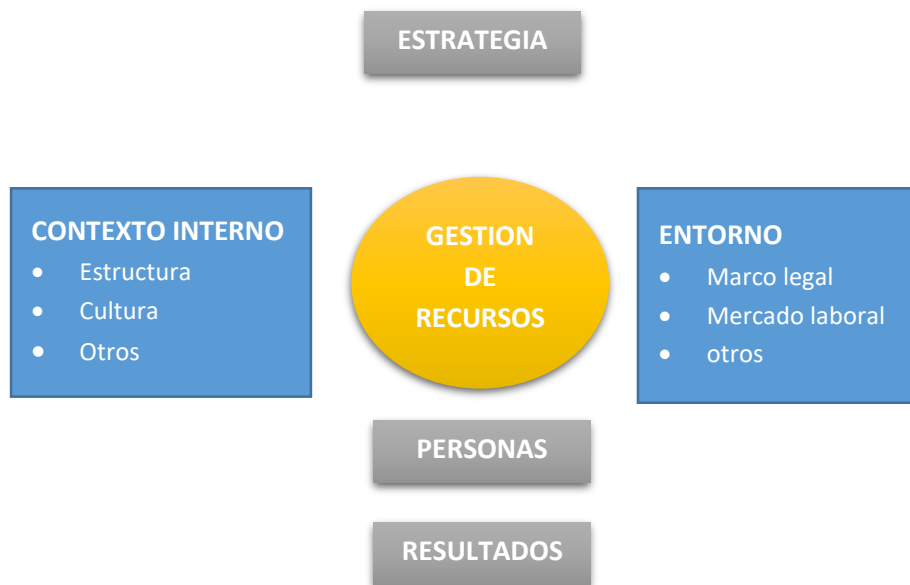 ESTRATEGIA
CONTEXTO INTERNO
• Estructura
• Cultura
• Otros
GESTION
DE
RECURSOS
ENTORNO
• Marco legal
• Mercado laboral
• otros
PERSONAS
RESULTADOS